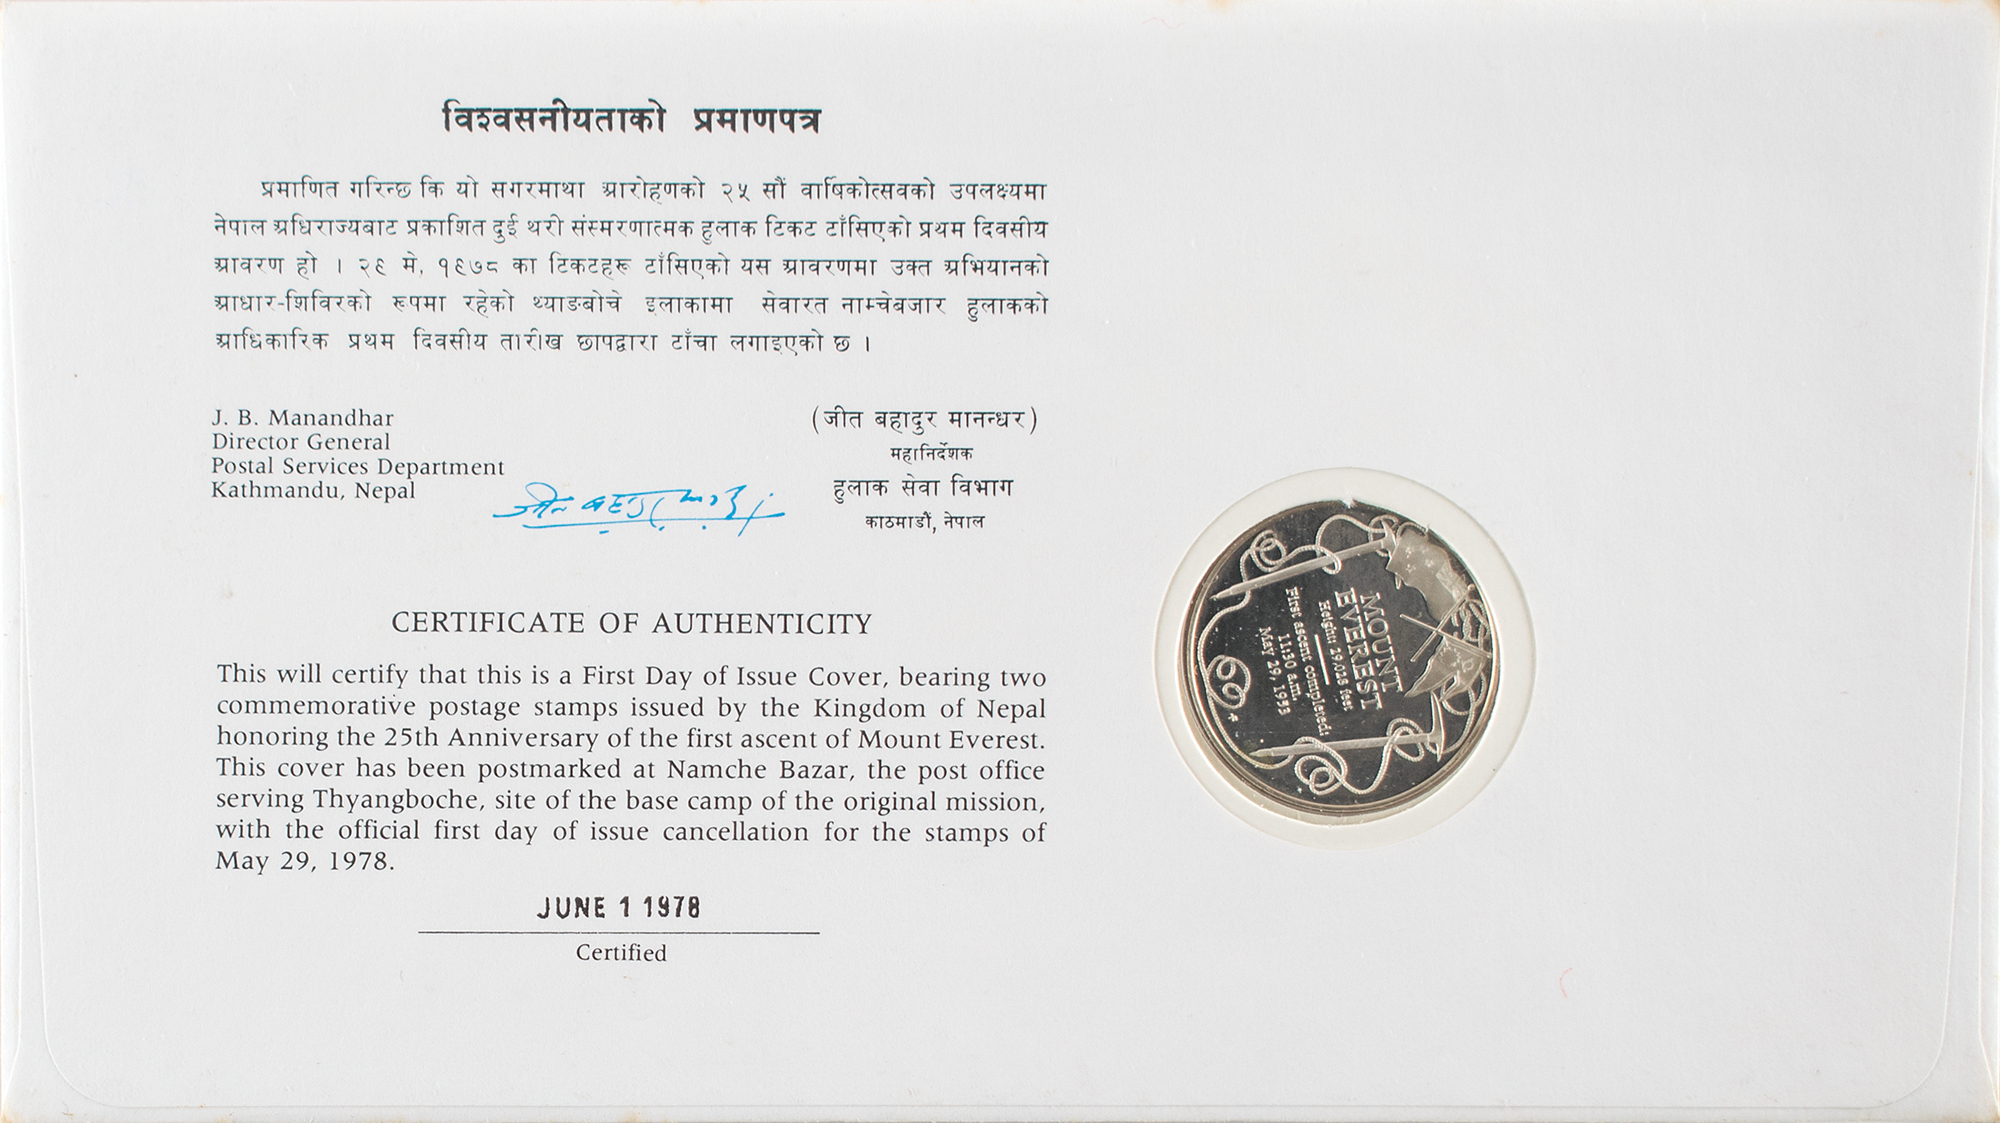 विश्वसनीयताको प्रमाणपत्र
प्रमाणित गरिन्छ कि यो सगरमाथा आरोहणको २५ सौं वार्षिकोत्सवको उपलक्ष्यमा
नेपाल अधिराज्यबाट प्रकाशित दुई थरी संस्मरणात्मक हुलाक टिकट टाँसिएको प्रथम दिवसीय
आवरण हो । २९ मे, १९७८ का टिकटहरू टाँसिएको यस आवरणमा उक्त अभियानको
आधार-शिविरको रूपमा रहेको थ्याङबोचे इलाकामा सेवारत नाम्चेबजार हुलाकको
आधिकारिक प्रथम दिवसीय तारीख छापद्वारा टाँचा लगाइएको छ ।
J. B. Manandhar
Director General
Postal Services Department
Kathmandu, Nepal
(जीत बहादुर मानन्धर)
महानिर्देशक
हुलाक सेवा विभाग
काठमाडौं, नेपाल
CERTIFICATE OF AUTHENTICITY
This will certify that this is a First Day of Issue Cover, bearing two
commemorative postage stamps issued by the Kingdom of Nepal
honoring the 25th Anniversary of the first ascent of Mount Everest.
This cover has been postmarked at Namche Bazar, the post office
serving Thyangboche, site of the base camp of the original mission,
with the official first day of issue cancellation for the stamps of
May 29, 1978.
JUNE 1 1978
Certified
MOUNT
EVEREST
Height: 29,028 feet
First ascent completed:
11:30 a.m.
May 29, 1953